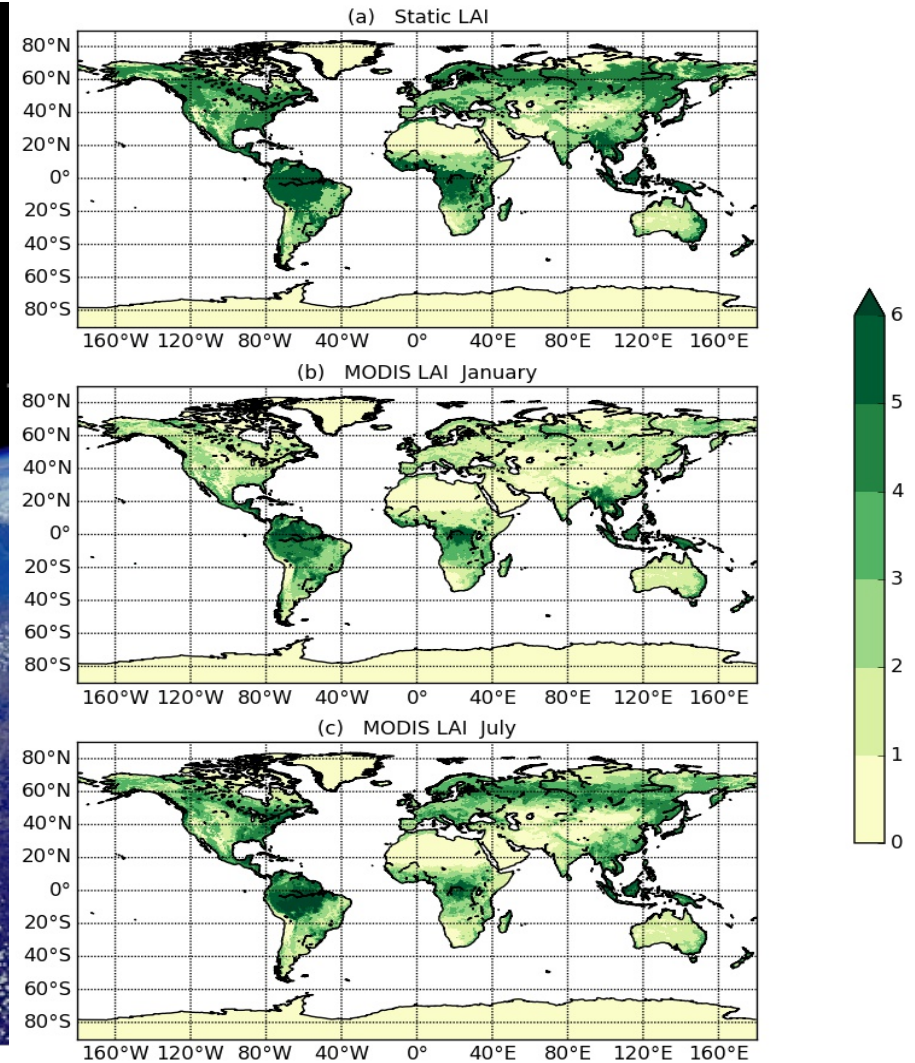 (a) Static LAI
80°N
60°N
40°N
20°N
0°
20°S
40°S
60°S
80°S
160°W 120°W 80°W 40°W 0° 40°E 80°E 120°E 160°E
(b) MODIS LAI January
80°N
60°N
40°N
20°N
0°
20°S
40°S
60°S
80°S
160°W 120°W 80°W 40°W 0° 40°E 80°E 120°E 160°E
(c) MODIS LAI July
80°N
60°N
40°N
20°N
0°
20°S
40°S
60°S
80°S
160°W 120°W 80°W 40°W 0° 40°E 80°E 120°E 160°E
6
5
4
3
2
1
0